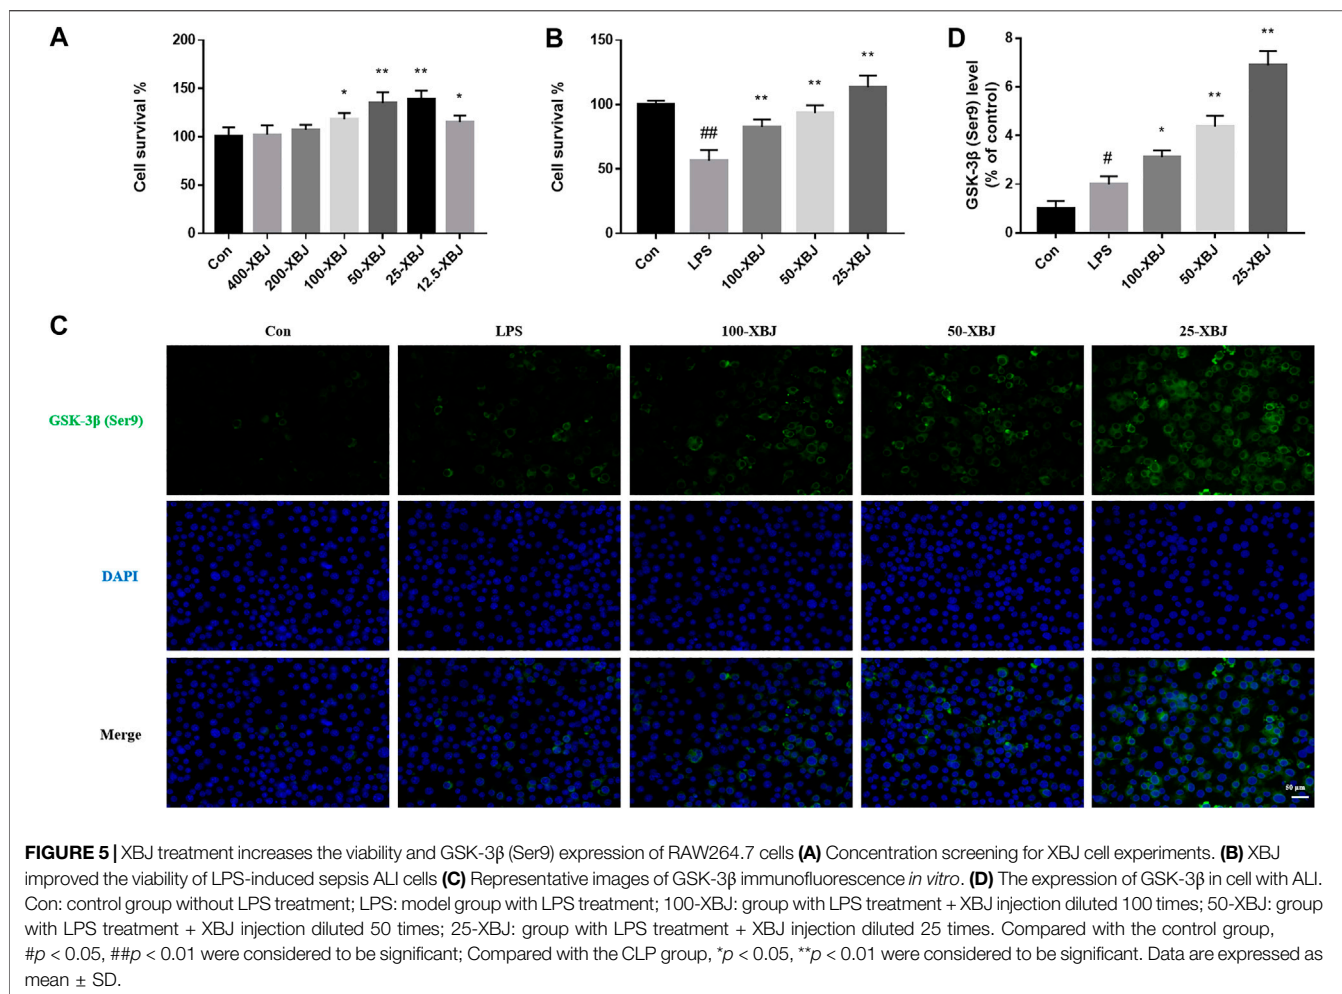 A
200
150
100
50
0
Cell survival %
*
**
**
*
Con
400-XBJ
200-XBJ
100-XBJ
50-XBJ
25-XBJ
12.5-XBJ
B
150
100
50
0
Cell survival %
##
**
**
**
Con
LPS
100-XBJ
50-XBJ
25-XBJ
D
8
6
4
2
0
GSK-3β (Ser9) level
(% of control)
#
*
**
**
Con
LPS
100-XBJ
50-XBJ
25-XBJ
C
Con LPS 100-XBJ 50-XBJ 25-XBJ
GSK-3β (Ser9)
DAPI
Merge
50 μm
FIGURE 5 | XBJ treatment increases the viability and GSK-3β (Ser9) expression of RAW264.7 cells (A) Concentration screening for XBJ cell experiments. (B) XBJ
improved the viability of LPS-induced sepsis ALI cells (C) Representative images of GSK-3β immunofluorescence in vitro. (D) The expression of GSK-3β in cell with ALI.
Con: control group without LPS treatment; LPS: model group with LPS treatment; 100-XBJ: group with LPS treatment + XBJ injection diluted 100 times; 50-XBJ: group
with LPS treatment + XBJ injection diluted 50 times; 25-XBJ: group with LPS treatment + XBJ injection diluted 25 times. Compared with the control group,
#p < 0.05, ##p < 0.01 were considered to be significant; Compared with the CLP group, *p < 0.05, **p < 0.01 were considered to be significant. Data are expressed as
mean ± SD.